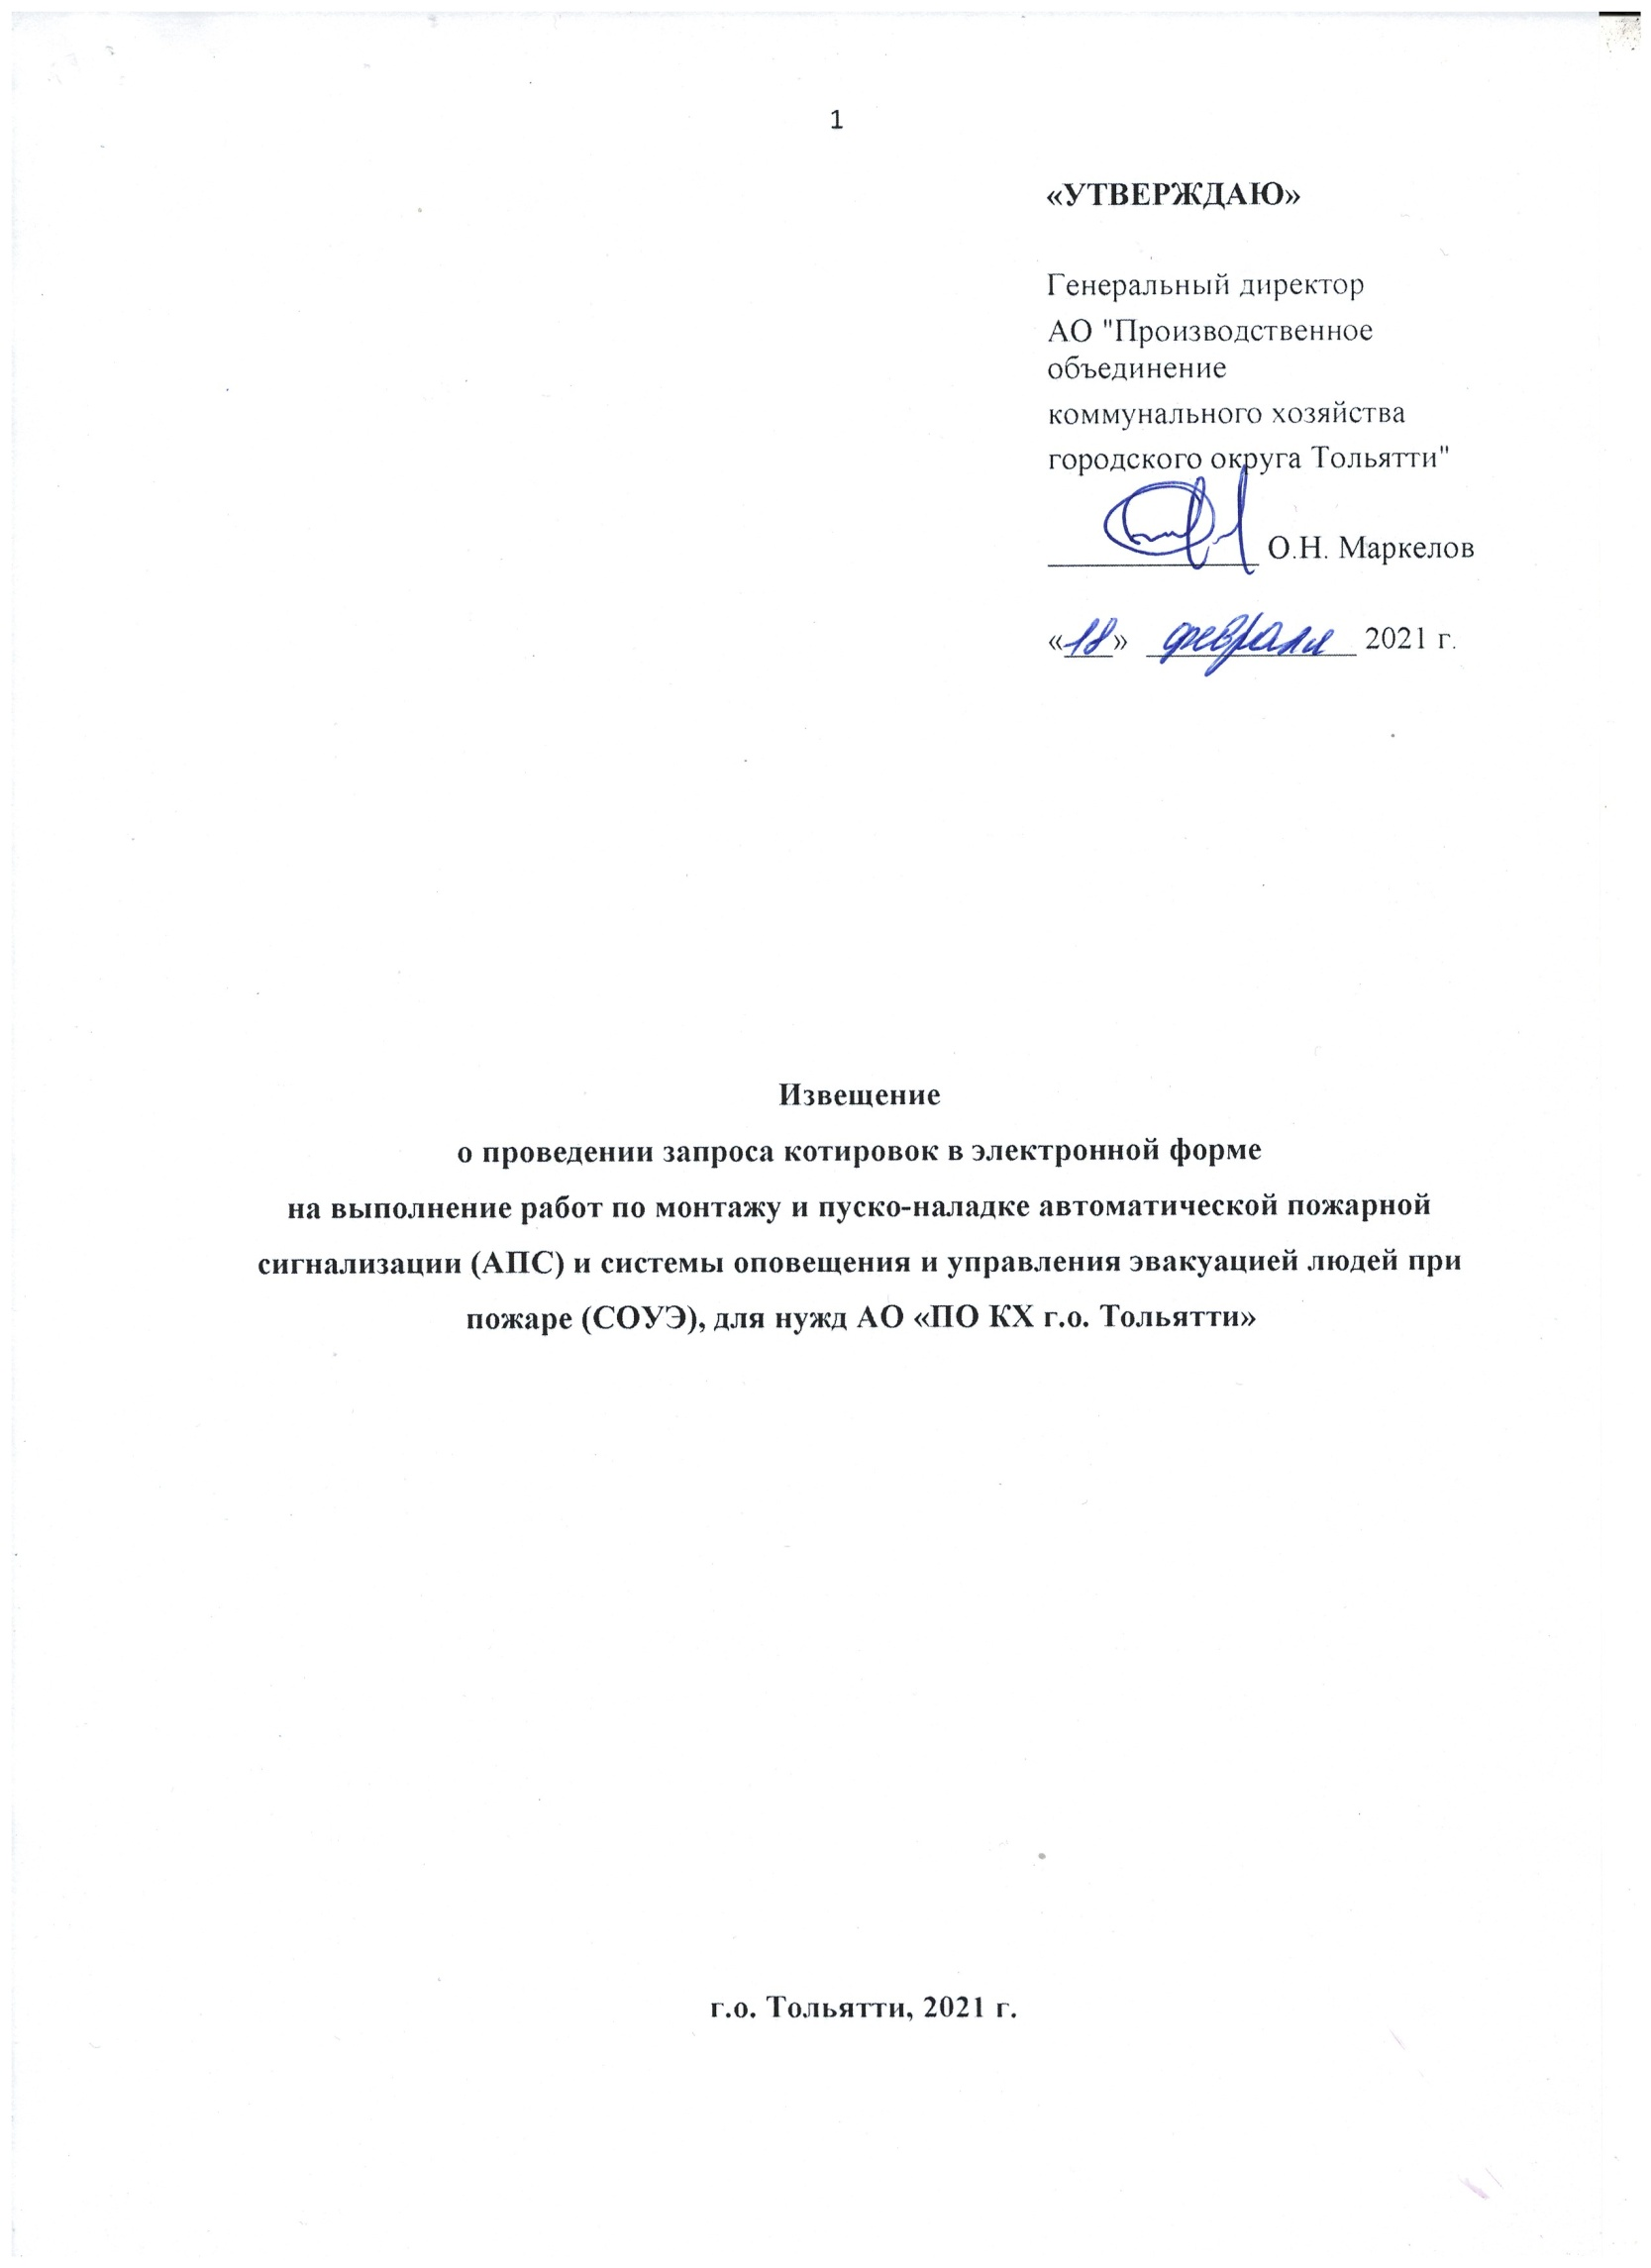 1
«УТВЕРЖДАЮ»
Генеральный директор
АО "Производственное
объединение
коммунального хозяйства
городского округа Тольятти"
О.Н. Маркелов
«18» февраля 2021 г.
Извещение
о проведении запроса котировок в электронной форме
на выполнение работ по монтажу и пуско-наладке автоматической пожарной
сигнализации (АПС) и системы оповещения и управления эвакуацией людей при
пожаре (СОУЭ), для нужд АО «ПО КХ г.о. Тольятти»
г.о. Тольятти, 2021 г.